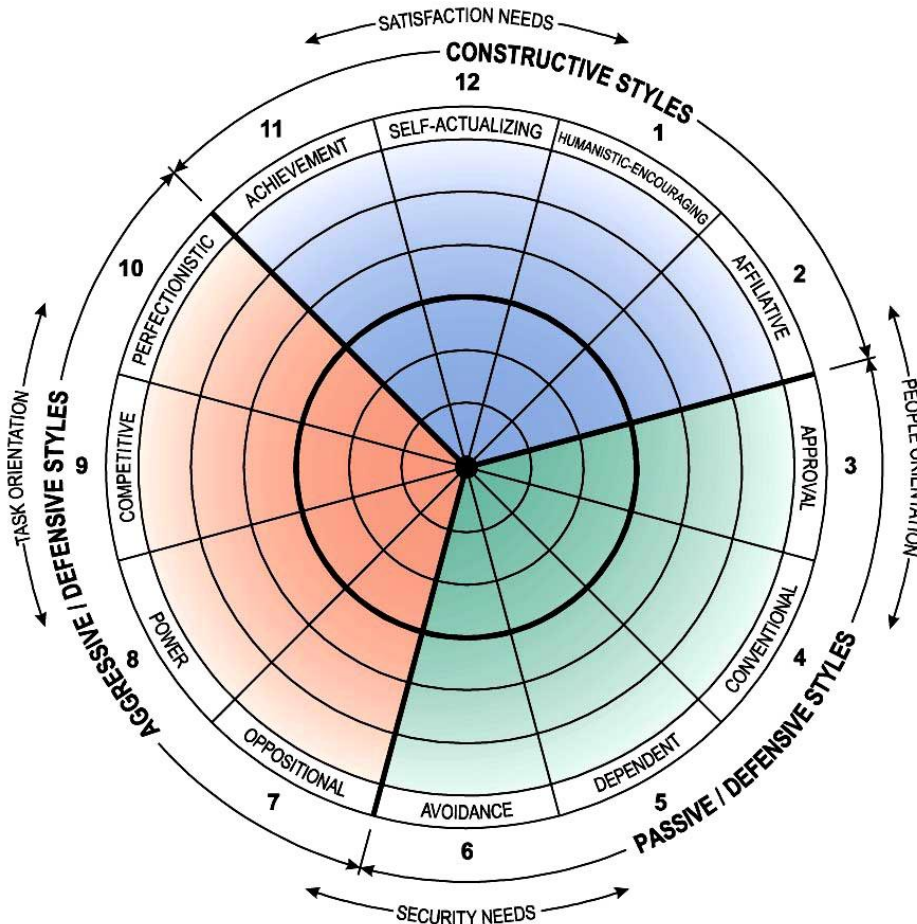 SATISFACTION NEEDS
CONSTRUCTIVE STYLES
12
SELF-ACTUALIZING
1
HUMANISTIC-ENCOURAGING
2
AFFILIATIVE
3
APPROVAL
PEOPLE ORIENTATION
4
CONVENTIONAL
PASSIVE / DEFENSIVE STYLES
5
DEPENDENT
6
AVOIDANCE
SECURITY NEEDS
7
OPPOSITIONAL
8
POWER
AGGRESSIVE / DEFENSIVE STYLES
9
COMPETITIVE
TASK ORIENTATION
10
PERFECTIONISTIC
11
ACHIEVEMENT